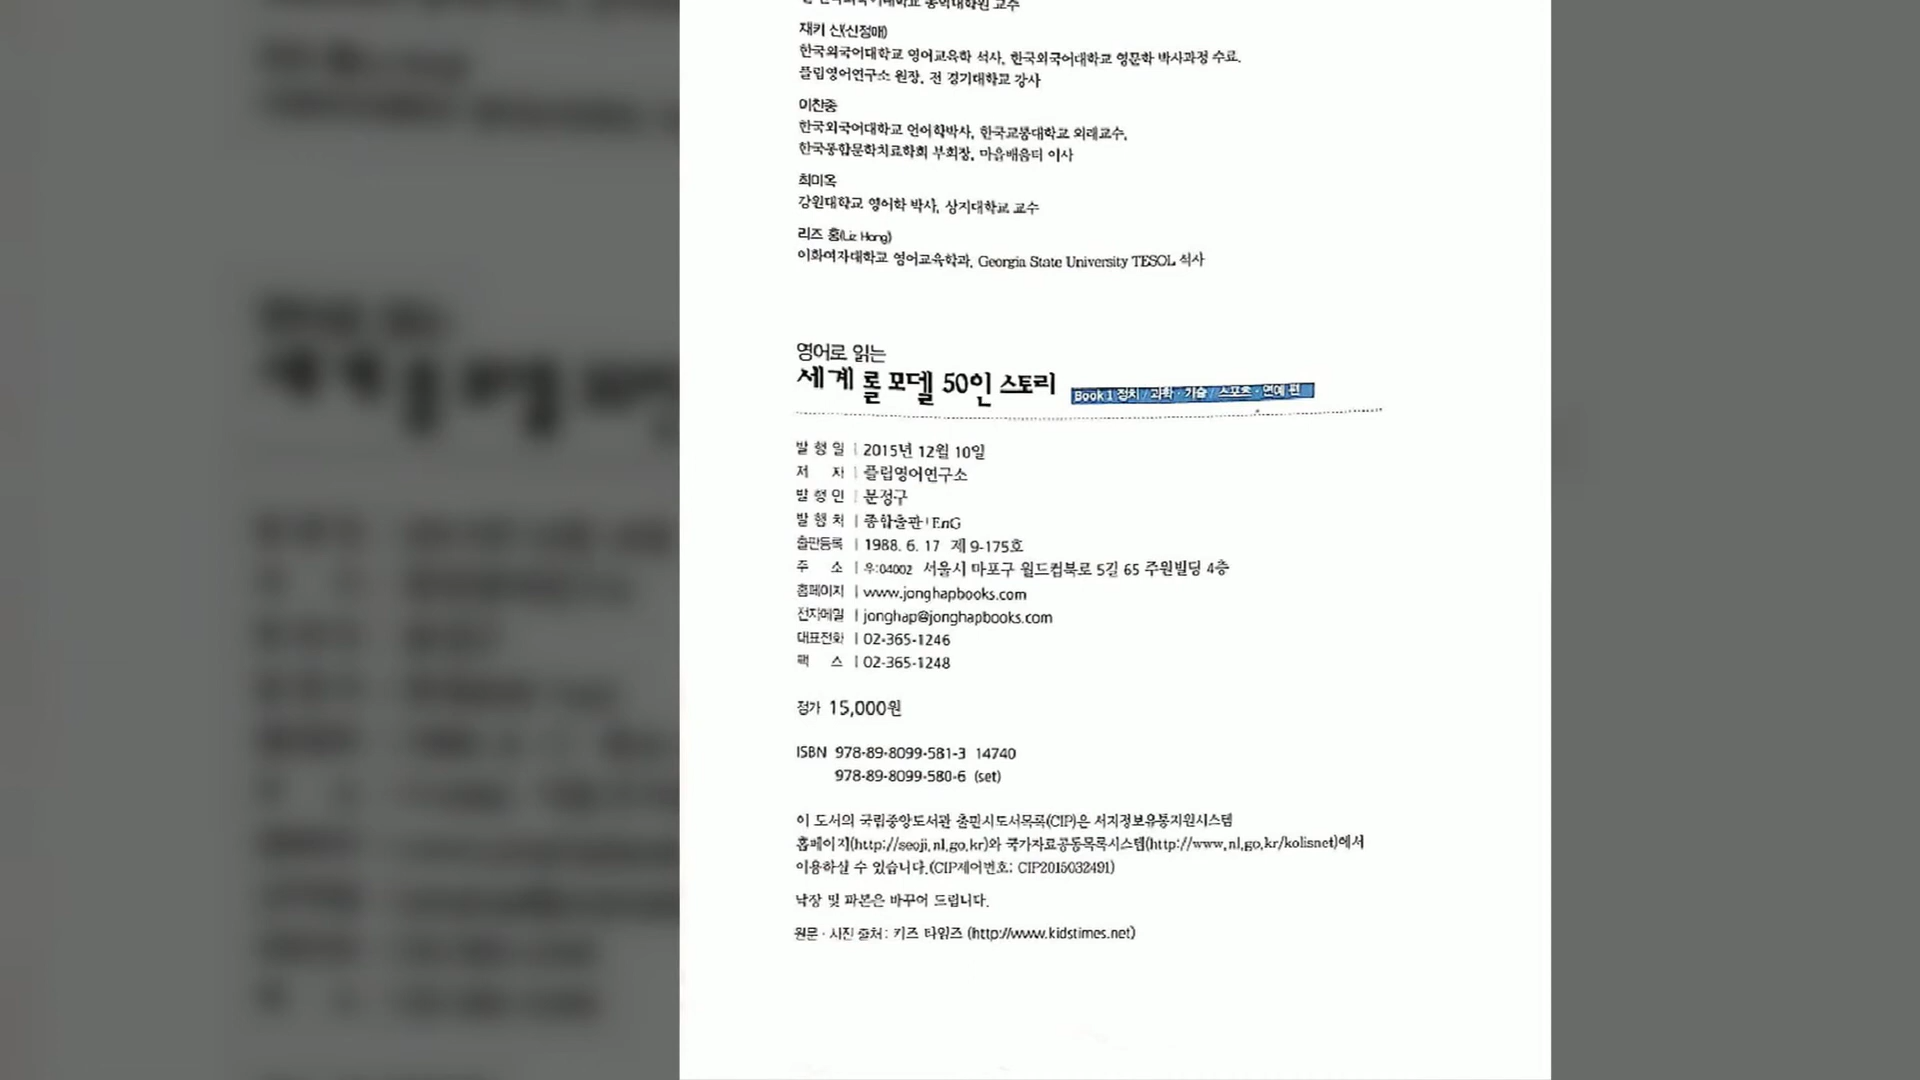 전 한국외국어대학교 통역대학원 교수
재키 신(신정애)
한국외국어대학교 영어교육학 석사, 한국외국어대학교 영문학 박사과정 수료.
플립영어연구소 원장, 전 경기대학교 강사
이찬종
한국외국어대학교 언어학박사, 한국교통대학교 외래교수,
한국통합문학치료학회 부회장, 마음배움터 이사
최미옥
강원대학교 영어학 박사, 상지대학교 교수
리즈 홍(Liz Hong)
이화여자대학교 영어교육학과, Georgia State University TESOL 석사
영어로 읽는
세계 롤 모델 50인 스토리 Book 1 정치 / 과학 · 기술 / 스포츠 · 연예 편
발 행 일 | 2015년 12월 10일
저 자 | 플립영어연구소
발 행 인 | 문정구
발 행 처 | 종합출판 | EnG
출판등록 | 1988. 6. 17 제 9-175호
주 소 | 우:04002 서울시 마포구 월드컵북로 5길 65 주원빌딩 4층
홈페이지 | www.jonghapbooks.com
전자메일 | jonghap@jonghapbooks.com
대표전화 | 02-365-1246
팩 스 | 02-365-1248
정가 15,000원
ISBN 978-89-8099-581-3 14740
978-89-8099-580-6 (set)
이 도서의 국립중앙도서관 출판시도서목록(CIP)은 서지정보유통지원시스템
홈페이지(http://seoji.nl.go.kr)와 국가자료공동목록시스템(http://www.nl.go.kr/kolisnet)에서
이용하실 수 있습니다.(CIP제어번호: CIP2015032491)
낙장 및 파본은 바꾸어 드립니다.
원문 · 사진 출처 : 키즈 타임즈 (http://www.kidstimes.net)